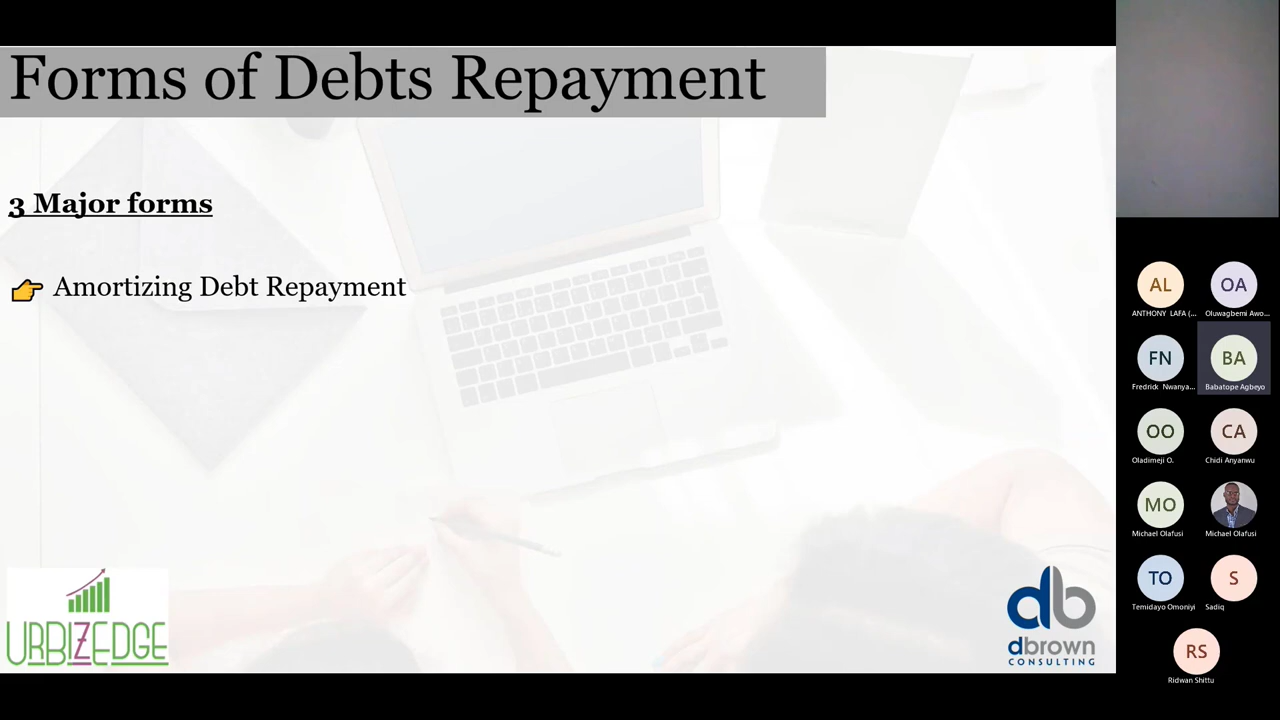 Forms of Debts Repayment
3 Major forms
👉 Amortizing Debt Repayment
URBIZEDGE
db
dbrown
CONSULTING
AL
ANTHONY LAFA (...
OA
Oluwagbemi Awo...
FN
Fredrick Nwanya...
BA
Babatope Agbeyo
OO
Oladimeji O.
CA
Chidi Anyanwu
MO
Michael Olafusi
Michael Olafusi
TO
Temidayo Omoniyi
S
Sadiq
RS
Ridwan Shittu